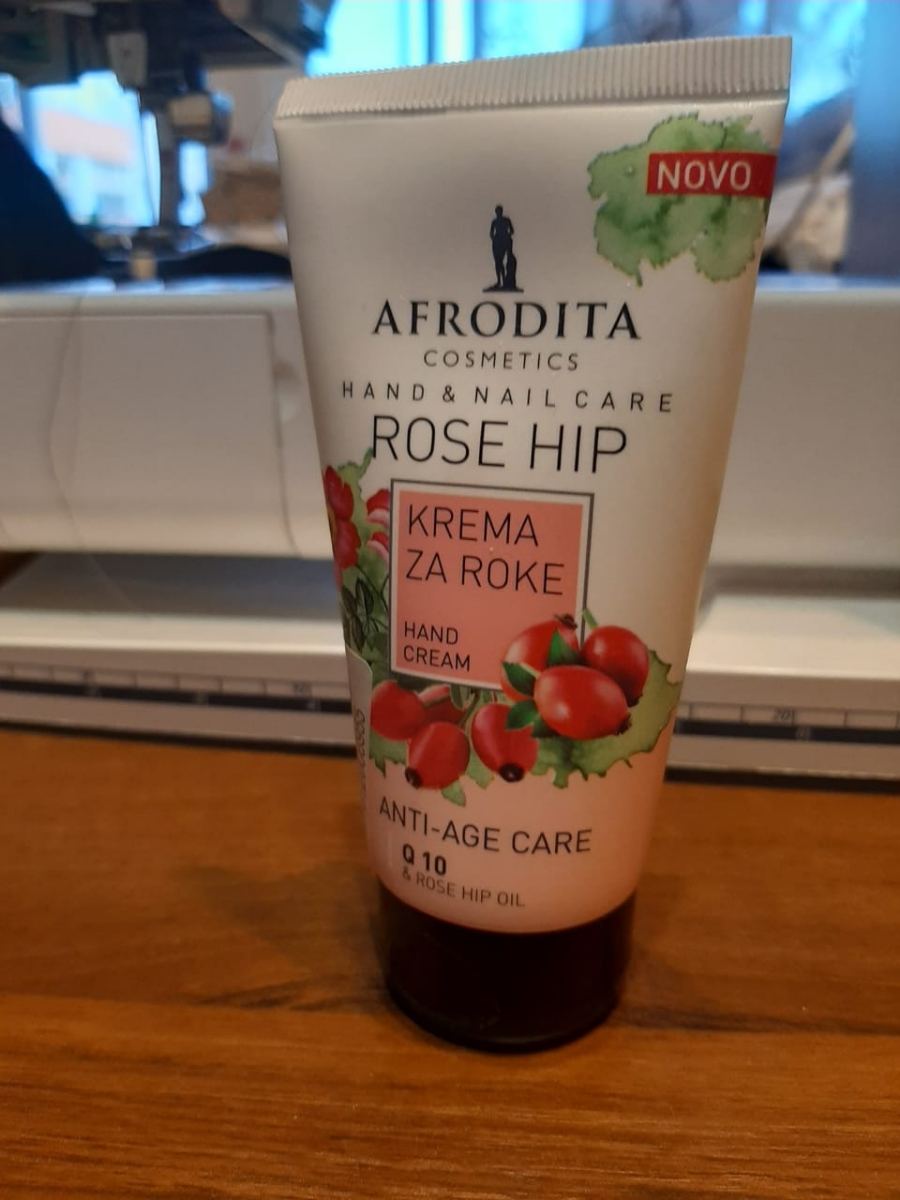 NOVO
AFRODITA
COSMETICS
HAND & NAIL CARE
ROSE HIP
KREMA
ZA ROKE
HAND
CREAM
ANTI-AGE CARE
Q10
& ROSE HIP OIL